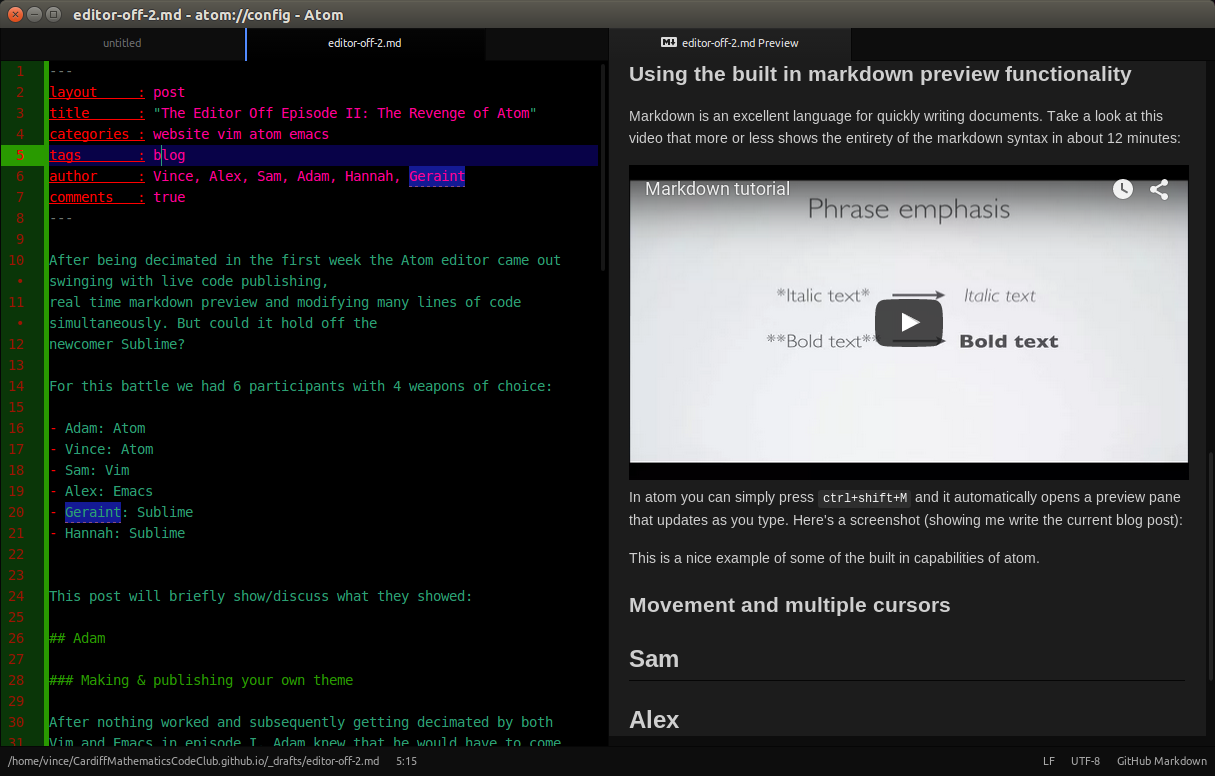 editor-off-2.md - atom://config - Atom
untitled
editor-off-2.md
editor-off-2.md Preview
1 ---
2 layout     : post
3 title      : "The Editor Off Episode II: The Revenge of Atom"
4 categories : website vim atom emacs
5 tags       : blog
6 author     : Vince, Alex, Sam, Adam, Hannah, Geraint
7 comments   : true
8 ---
9
10 After being decimated in the first week the Atom editor came out
• swinging with live code publishing,
11 real time markdown preview and modifying many lines of code
• simultaneously. But could it hold off the
12 newcomer Sublime?
13
14 For this battle we had 6 participants with 4 weapons of choice:
15
16 - Adam: Atom
17 - Vince: Atom
18 - Sam: Vim
19 - Alex: Emacs
20 - Geraint: Sublime
21 - Hannah: Sublime
22
23
24 This post will briefly show/discuss what they showed:
25
26 ## Adam
27
28 ### Making & publishing your own theme
29
30 After nothing worked and subsequently getting decimated by both
31 Vim and Emacs in episode I, Adam knew that he would have to come
Using the built in markdown preview functionality
Markdown is an excellent language for quickly writing documents. Take a look at this
video that more or less shows the entirety of the markdown syntax in about 12 minutes:
Markdown tutorial
Phrase emphasis
*Italic text* Italic text
**Bold text** Bold text
In atom you can simply press ctrl+shift+M and it automatically opens a preview pane
that updates as you type. Here's a screenshot (showing me write the current blog post):
This is a nice example of some of the built in capabilities of atom.
Movement and multiple cursors
Sam
Alex
/home/vince/CardiffMathematicsCodeClub.github.io/_drafts/editor-off-2.md 5:15
LF UTF-8 GitHub Markdown